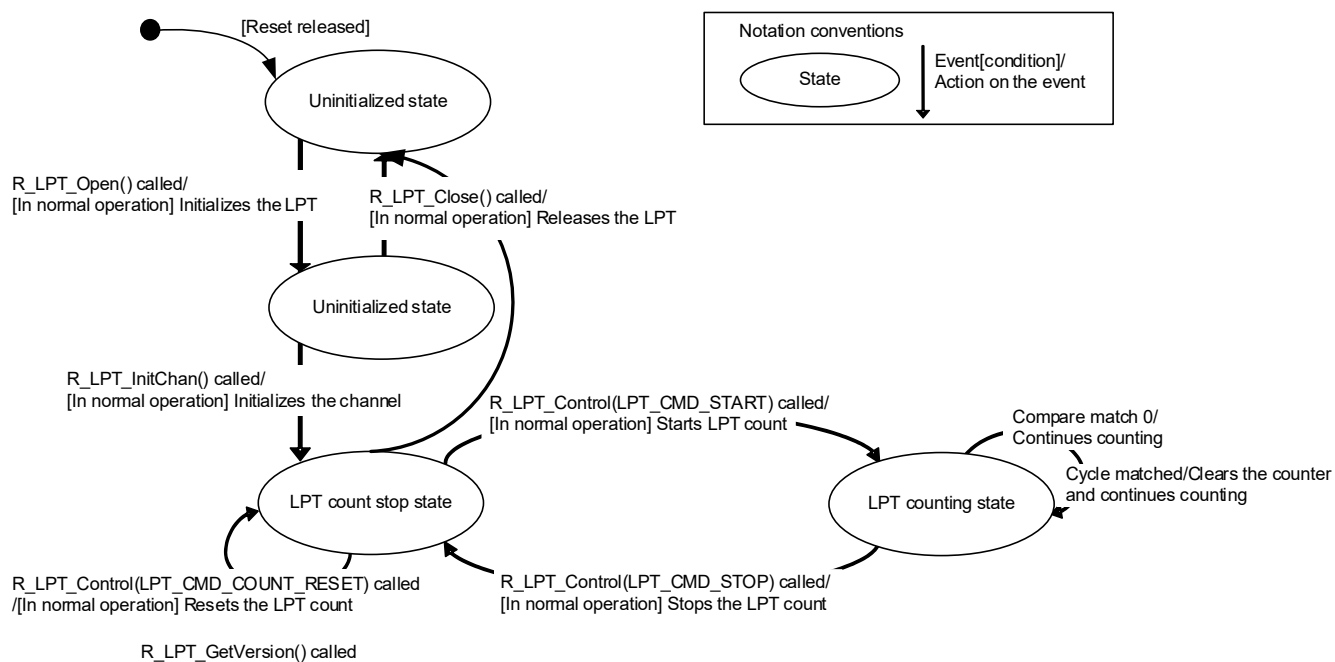 [Reset released]
Notation conventions
State
Event[condition]/
Action on the event
Uninitialized state
R_LPT_Open() called/
[In normal operation] Initializes the LPT
R_LPT_Close() called/
[In normal operation] Releases the LPT
Uninitialized state
R_LPT_InitChan() called/
[In normal operation] Initializes the channel
R_LPT_Control(LPT_CMD_START) called/
[In normal operation] Starts LPT count
Compare match 0/
Continues counting
Cycle matched/Clears the counter
and continues counting
LPT count stop state
LPT counting state
R_LPT_Control(LPT_CMD_COUNT_RESET) called
/[In normal operation] Resets the LPT count
R_LPT_Control(LPT_CMD_STOP) called/
[In normal operation] Stops the LPT count
R_LPT_GetVersion() called